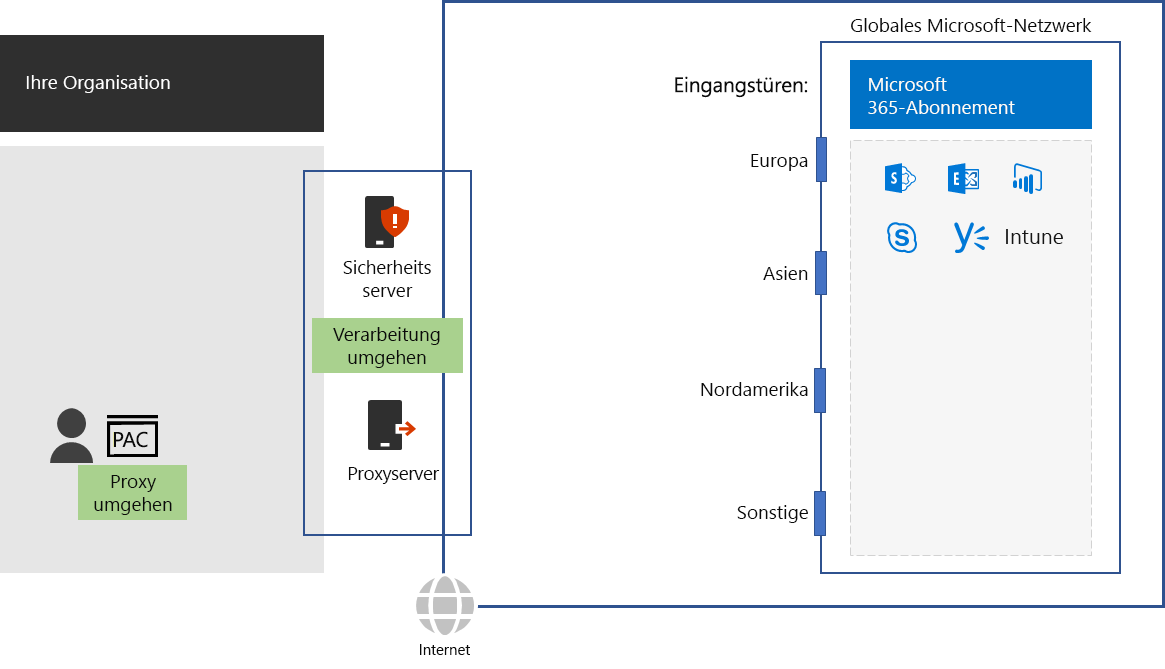 Globales Microsoft-Netzwerk
Ihre Organisation
Eingangstüren:
Microsoft
365-Abonnement
Europa
S
E
S
Intune
Sicherheits
server
Asien
Verarbeitung
umgehen
Nordamerika
PAC
Proxy
umgehen
Proxyserver
Sonstige
Internet